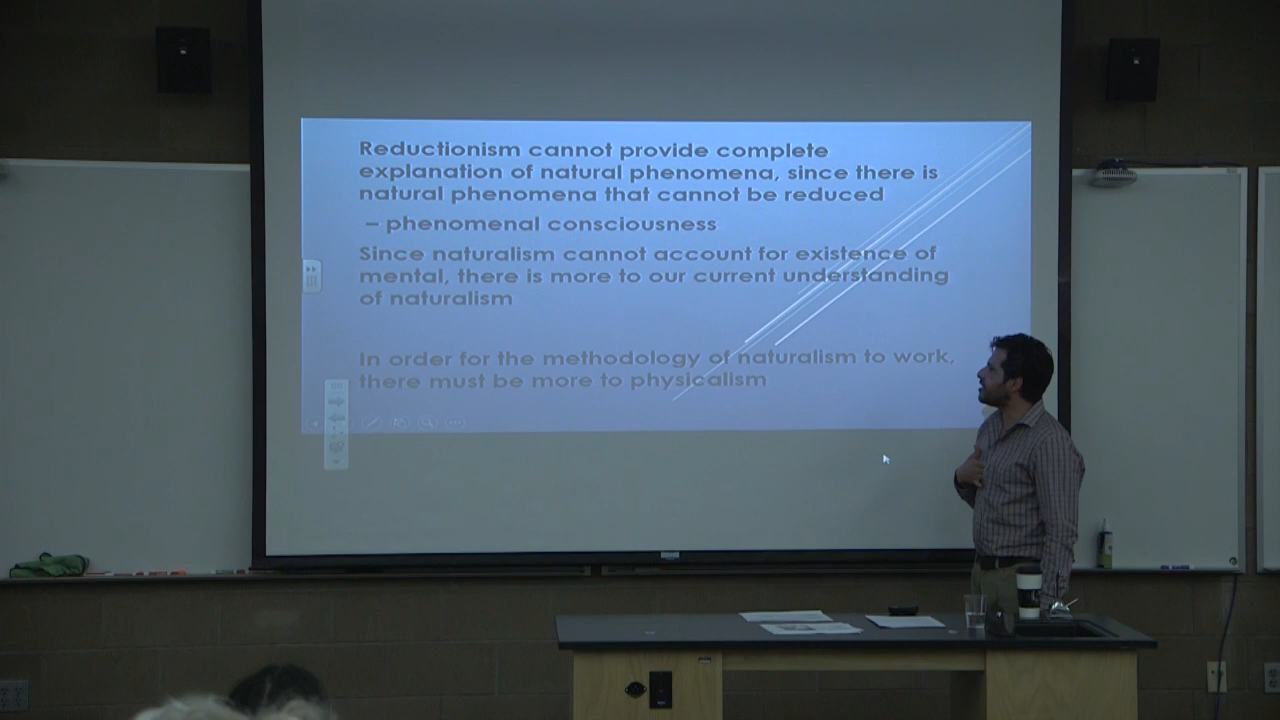 Reductionism cannot provide complete
explanation of natural phenomena, since there is
natural phenomena that cannot be reduced
– phenomenal consciousness
Since naturalism cannot account for existence of
mental, there is more to our current understanding
of naturalism
In order for the methodology of naturalism to work,
there must be more to physicalism